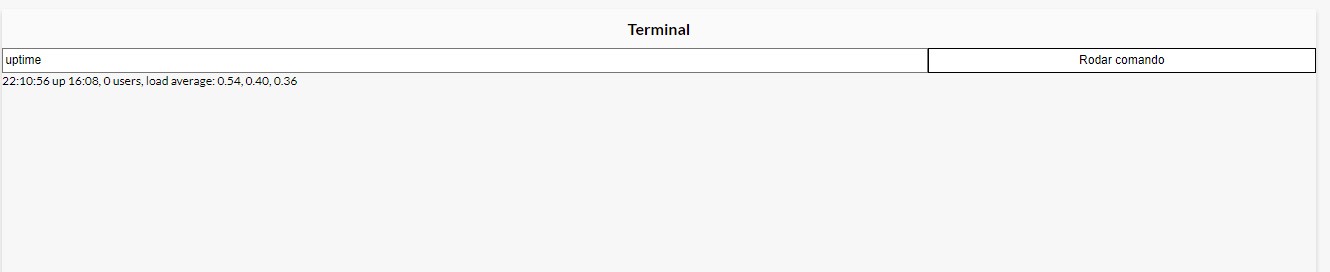 Terminal
uptime
Rodar comando
22:10:56 up 16:08, 0 users, load average: 0.54, 0.40, 0.36